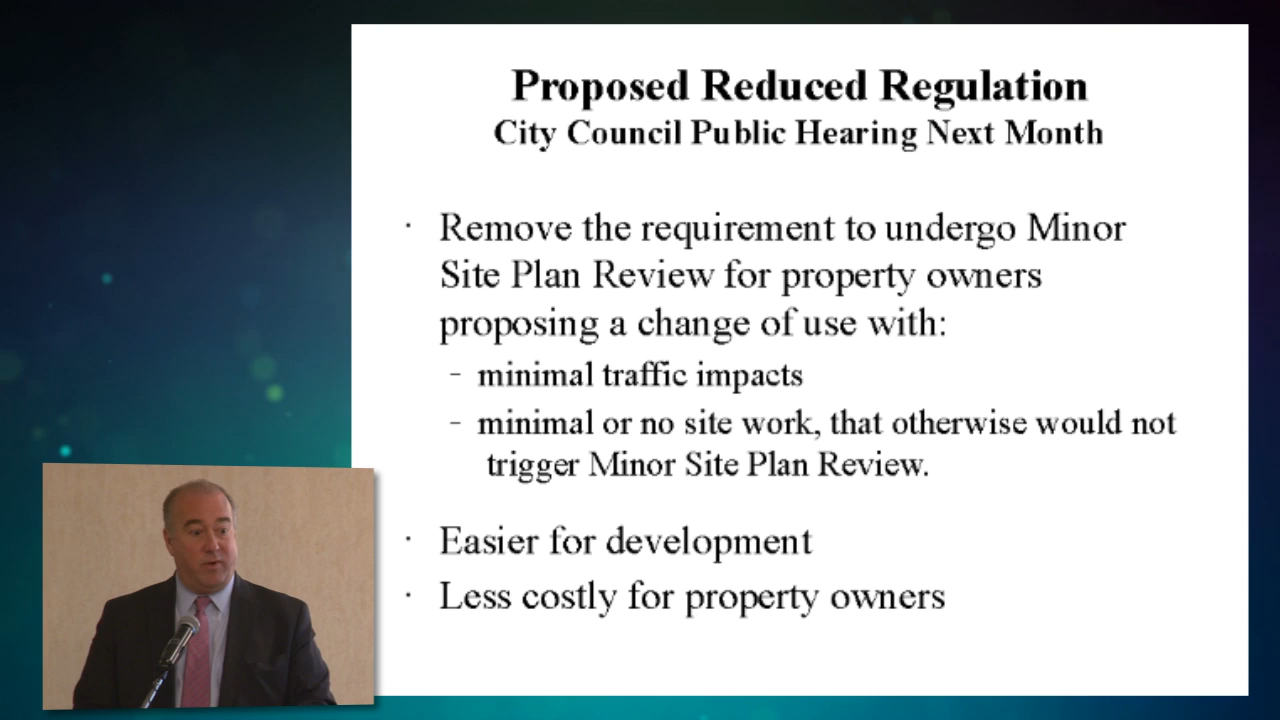 Proposed Reduced Regulation
City Council Public Hearing Next Month
· Remove the requirement to undergo Minor
Site Plan Review for property owners
proposing a change of use with:
- minimal traffic impacts
- minimal or no site work, that otherwise would not
trigger Minor Site Plan Review.
· Easier for development
· Less costly for property owners